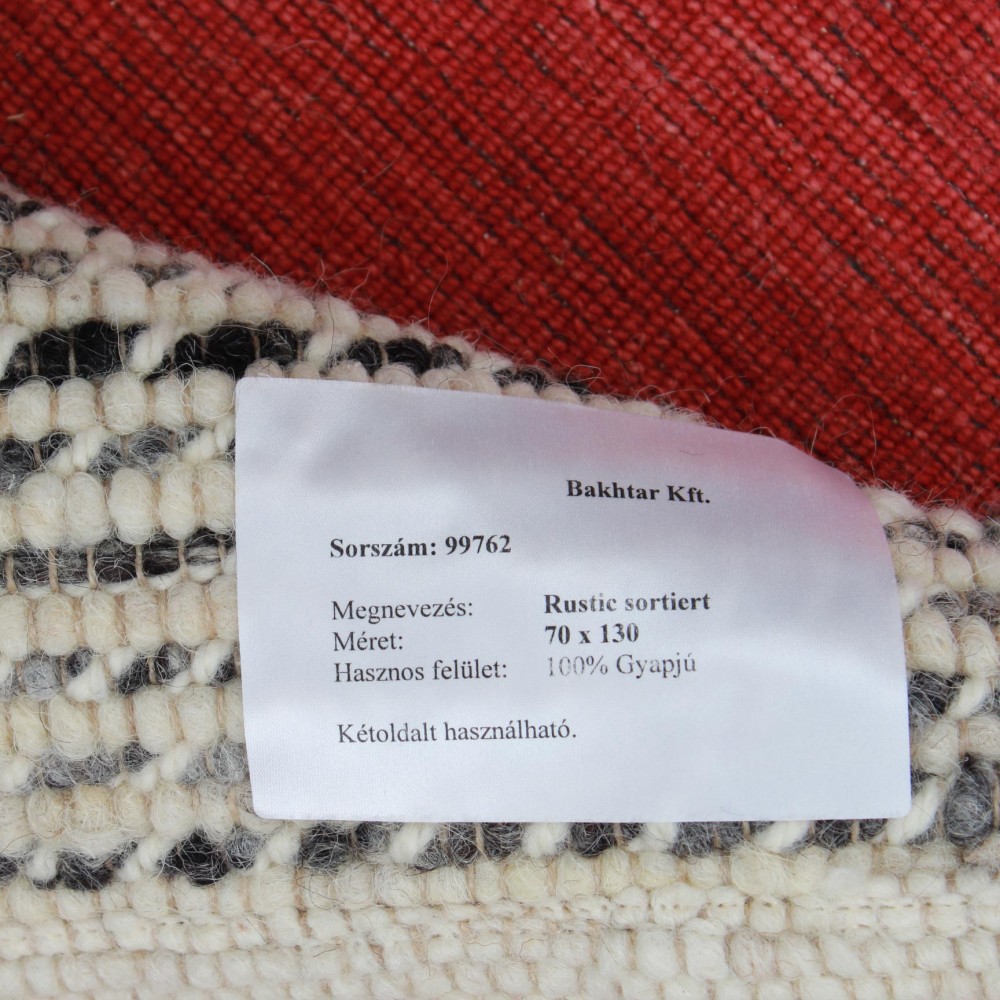 Bakhtar Kft.
Sorszám: 99762
Megnevezés: Rustic sortiert
Méret: 70 x 130
Hasznos felület: 100% Gyapjú
Kétoldalt használható.